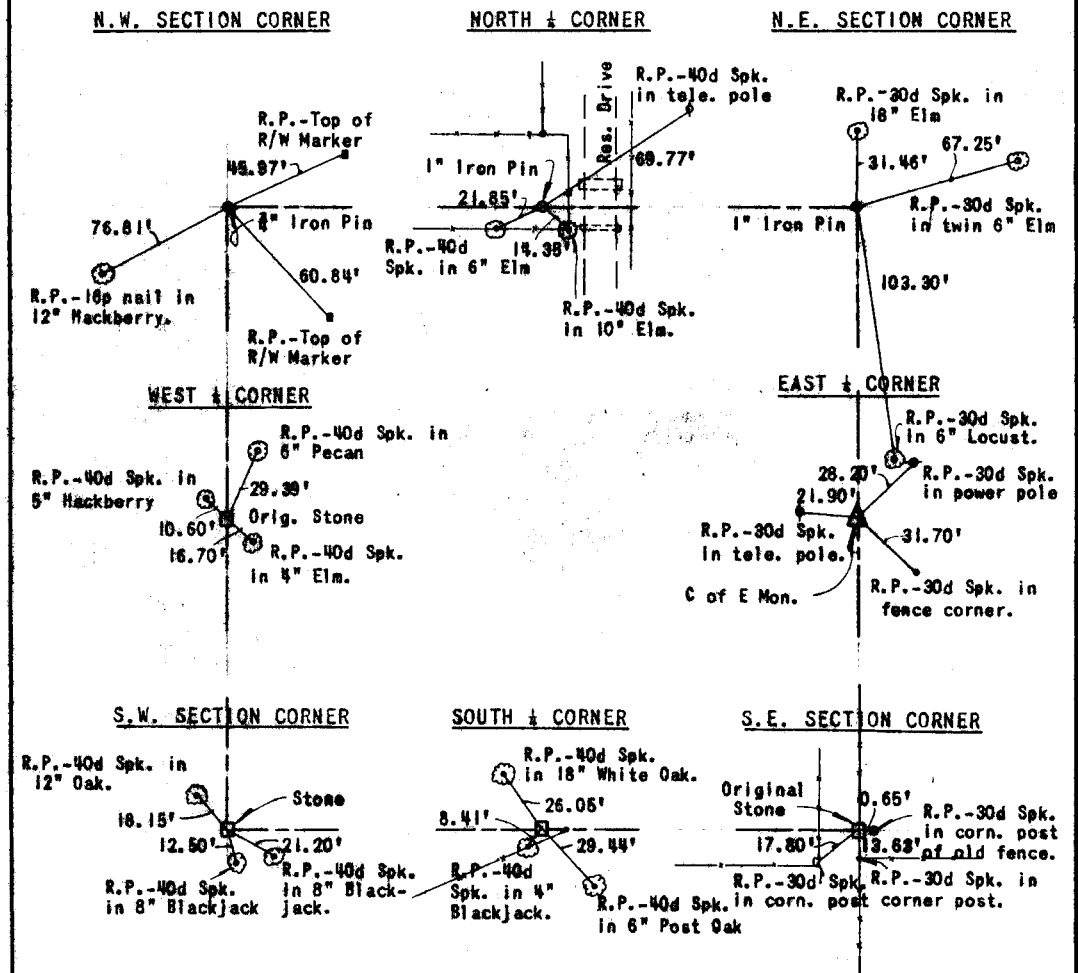 N.W. SECTION CORNER
R.P.-Top of
R/W Marker
45.97'
76.81'
1" Iron Pin
60.84'
R.P.-16p nail in
12" Hackberry.
R.P.-Top of
R/W Marker
NORTH ¼ CORNER
R.P.-40d Spk.
in tele. pole
Res. Drive
69.77'
1" Iron Pin
21.85'
14.38'
R.P.-40d
Spk. in 6" Elm
R.P.-40d Spk.
in 10" Elm.
N.E. SECTION CORNER
R.P.-30d Spk. in
18" Elm
67.25'
31.46'
1" Iron Pin
R.P.-30d Spk.
in twin 6" Elm
103.30'
WEST ¼ CORNER
R.P.-40d Spk. in
6" Pecan
R.P.-40d Spk. in
5" Hackberry
29.39'
10.60'
Orig. Stone
16.70'
R.P.-40d Spk.
in 4" Elm.
EAST ¼ CORNER
R.P.-30d Spk.
in 6" Locust.
28.20'
R.P.-30d Spk.
in power pole
21.90'
R.P.-30d Spk.
in tele. pole.
31.70'
C of E Mon.
R.P.-30d Spk. in
fence corner.
S.W. SECTION CORNER
R.P.-40d Spk. in
12" Oak.
18.15'
Stone
12.50'
21.20'
R.P.-40d Spk.
in 8" Blackjack
R.P.-40d Spk.
in 8" Black-
jack.
SOUTH ¼ CORNER
R.P.-40d Spk.
in 18" White Oak.
26.05'
8.41'
29.44'
R.P.-40d
Spk. in 4"
Blackjack.
R.P.-40d Spk.
in 6" Post Oak
S.E. SECTION CORNER
Original
Stone
0.65'
R.P.-30d Spk.
in corn. post
of old fence.
17.80'
13.63'
R.P.-30d Spk.
in corn. post
R.P.-30d Spk. in
corner post.